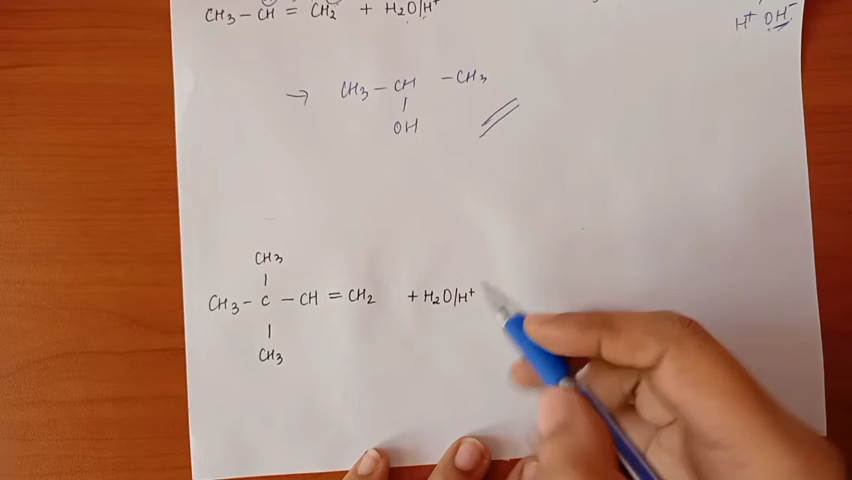 CH₃ – CH = CH₂ + H₂O/H⁺
H⁺ OH⁻
→ CH₃ – CH – CH₃
|
OH
CH₃
|
CH₃ – C – CH = CH₂ + H₂O/H⁺
|
CH₃